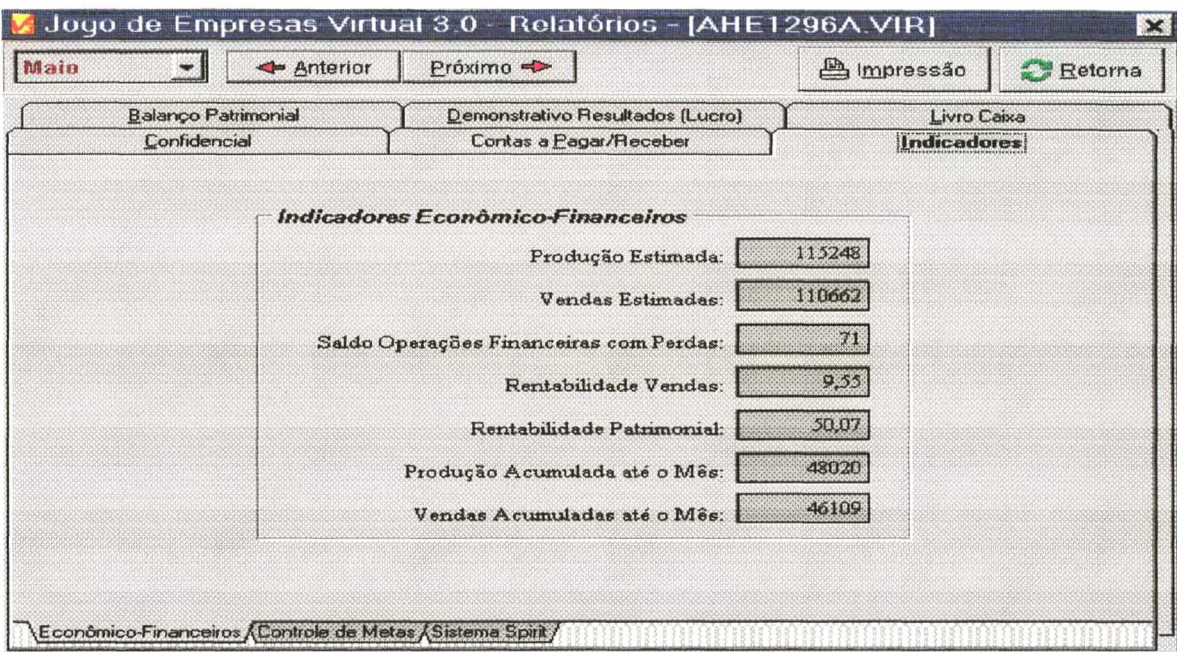 Jogo de Empresas Virtual 3.0 - Relatórios - [AHE1296A.VIR]
Maio Anterior Próximo Impressão Retorna
Balanço Patrimonial Demonstrativo Resultados (Lucro) Livro Caixa
Confidencial Contas a Pagar/Receber Indicadores
Indicadores Econômico-Financeiros
Produção Estimada: 115248
Vendas Estimadas: 110662
Saldo Operações Financeiras com Perdas: 71
Rentabilidade Vendas: 9,55
Rentabilidade Patrimonial: 50,07
Produção Acumulada até o Mês: 48020
Vendas Acumuladas até o Mês: 46109
Econômico-Financeiros Controle de Metas Sistema Spirit